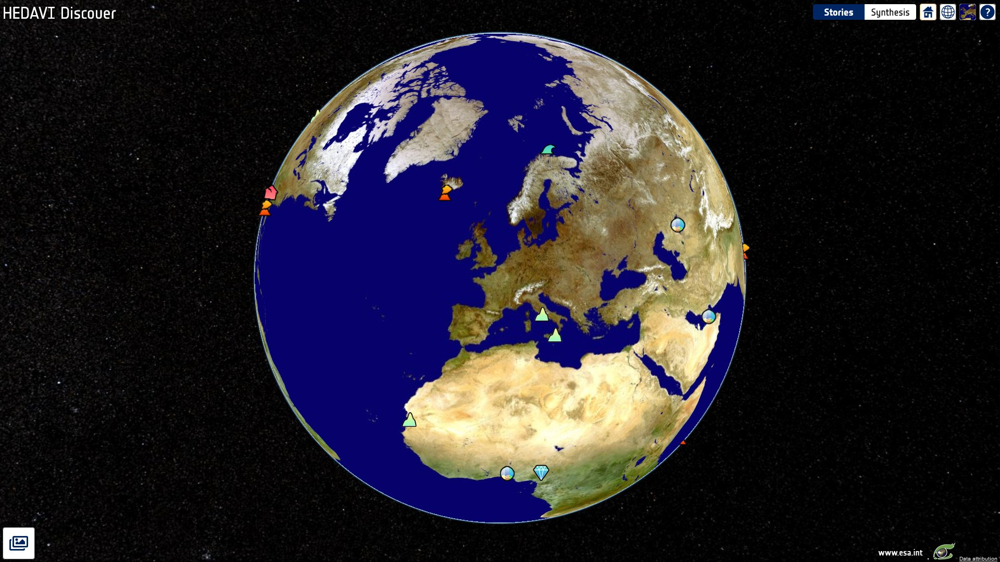 HEDAVI Discover
Stories
Synthesis
?
www.esa.int
Data attribution